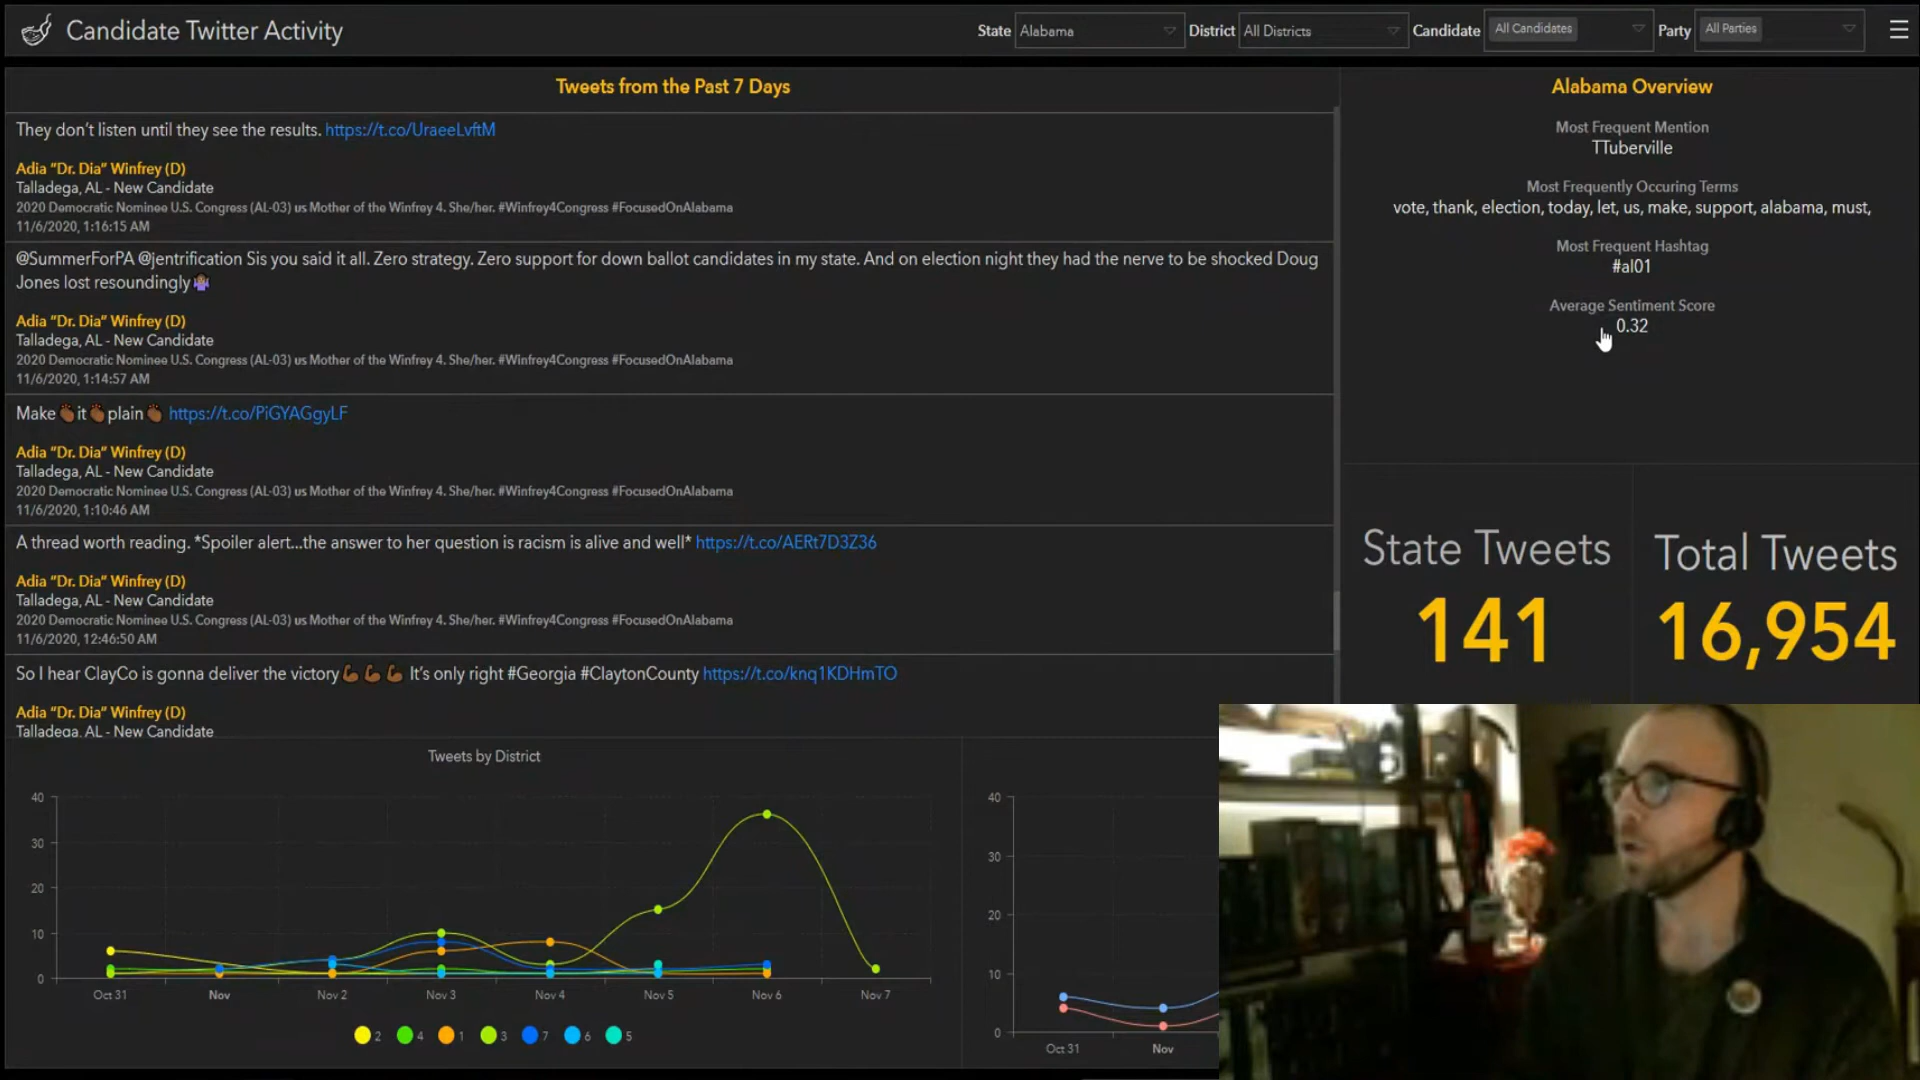 Candidate Twitter Activity
State Alabama District All Districts Candidate All Candidates Party All Parties
Tweets from the Past 7 Days
They don't listen until they see the results. https://t.co/UraeeLvftM
Adia "Dr. Dia" Winfrey (D)
Talladega, AL - New Candidate
2020 Democratic Nominee U.S. Congress (AL-03) us Mother of the Winfrey 4. She/her. #Winfrey4Congress #FocusedOnAlabama
11/6/2020, 1:16:15 AM
@SummerForPA @jentrification Sis you said it all. Zero strategy. Zero support for down ballot candidates in my state. And on election night they had the nerve to be shocked Doug
Jones lost resoundingly🤷🏾‍♀️
Adia "Dr. Dia" Winfrey (D)
Talladega, AL - New Candidate
2020 Democratic Nominee U.S. Congress (AL-03) us Mother of the Winfrey 4. She/her. #Winfrey4Congress #FocusedOnAlabama
11/6/2020, 1:14:57 AM
Make👏🏾it👏🏾plain👏🏾 https://t.co/PiGYAGgyLF
Adia "Dr. Dia" Winfrey (D)
Talladega, AL - New Candidate
2020 Democratic Nominee U.S. Congress (AL-03) us Mother of the Winfrey 4. She/her. #Winfrey4Congress #FocusedOnAlabama
11/6/2020, 1:10:46 AM
A thread worth reading. *Spoiler alert...the answer to her question is racism is alive and well* https://t.co/AERt7D3Z36
Adia "Dr. Dia" Winfrey (D)
Talladega, AL - New Candidate
2020 Democratic Nominee U.S. Congress (AL-03) us Mother of the Winfrey 4. She/her. #Winfrey4Congress #FocusedOnAlabama
11/6/2020, 12:46:50 AM
So I hear ClayCo is gonna deliver the victory💪🏾💪🏾💪🏾 It's only right #Georgia #ClaytonCounty https://t.co/knq1KDHmTO
Adia "Dr. Dia" Winfrey (D)
Talladega, AL - New Candidate
Alabama Overview
Most Frequent Mention
TTuberville
Most Frequently Occuring Terms
vote, thank, election, today, let, us, make, support, alabama, must,
Most Frequent Hashtag
#al01
Average Sentiment Score
0.32
State Tweets
141
Total Tweets
16,954
Tweets by District
40
30
20
10
0
Oct 31 Nov Nov 2 Nov 3 Nov 4 Nov 5 Nov 6 Nov 7
2 4 1 3 7 6 5
40
30
20
10
0
Oct 31 Nov